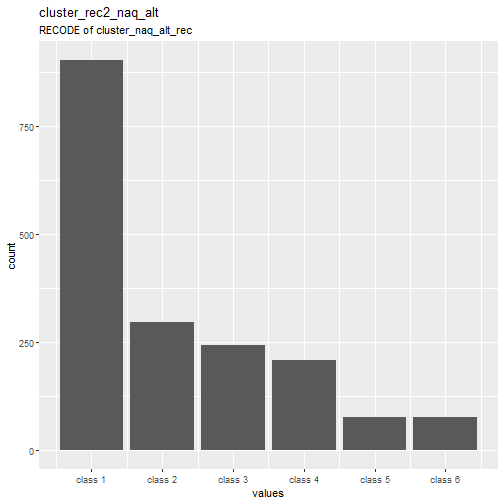 cluster_rec2_naq_alt
RECODE of cluster_naq_alt_rec
750
500
250
0
count
class 1 class 2 class 3 class 4 class 5 class 6
values